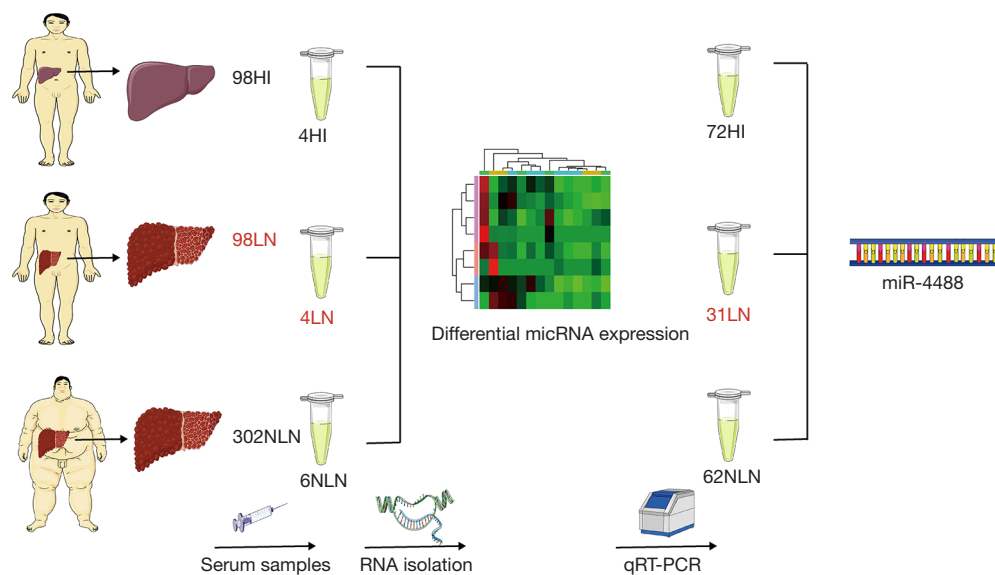 98HI
4HI
72HI
98LN
4LN
Differential micRNA expression
31LN
miR-4488
302NLN
6NLN
62NLN
Serum samples
RNA isolation
qRT-PCR